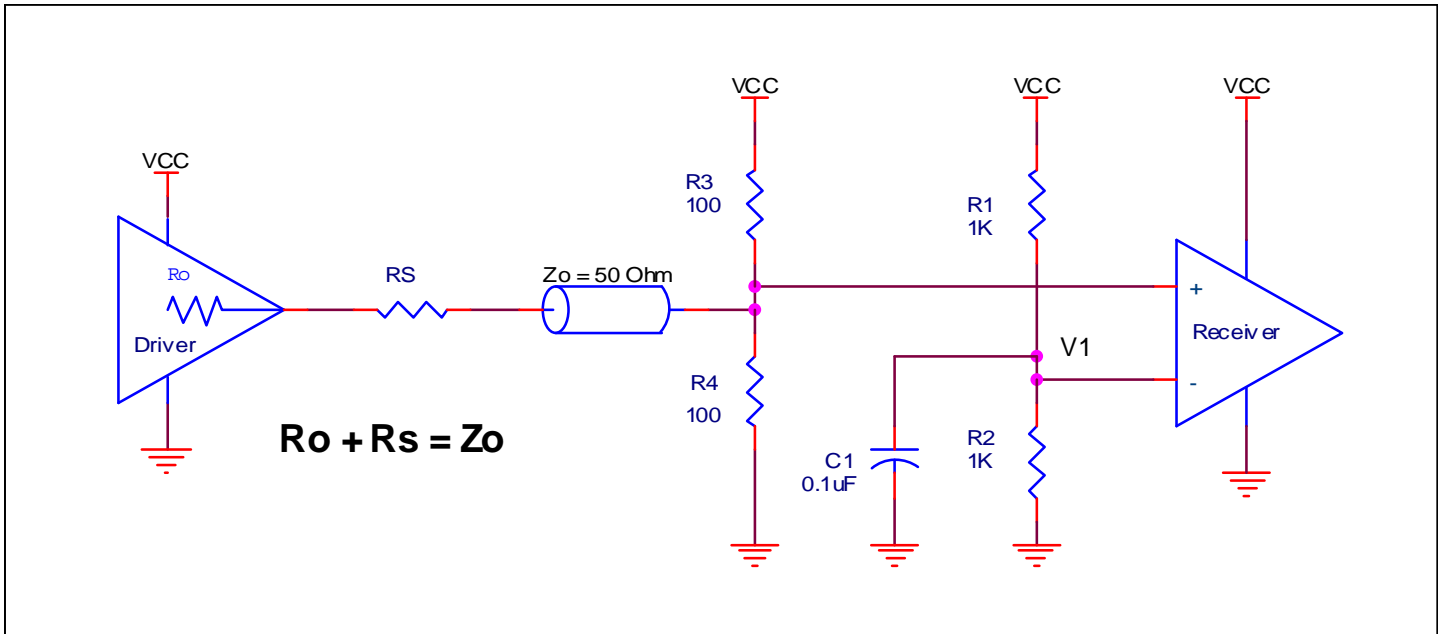 VCC
VCC
VCC
VCC
R3
100
R1
1K
Ro
RS
Zo = 50 Ohm
+
Driver
Receiver
V1
-
R4
100
Ro + Rs = Zo
C1
0.1uF
R2
1K